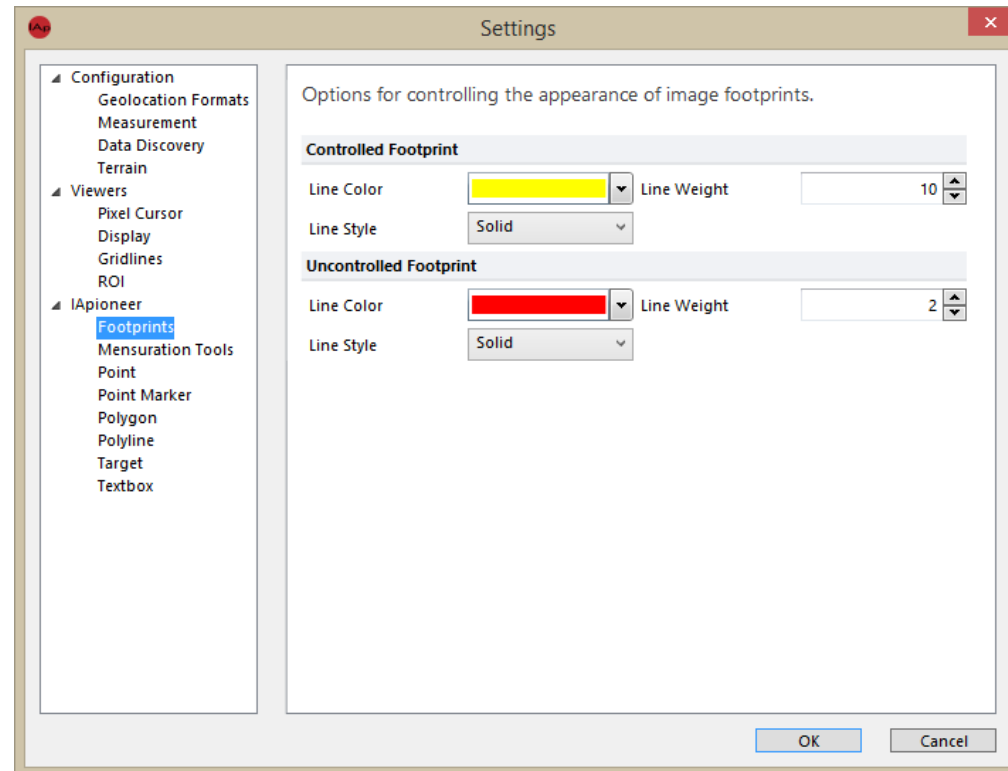 IAp
Settings
Configuration
Geolocation Formats
Measurement
Data Discovery
Terrain
Viewers
Pixel Cursor
Display
Gridlines
ROI
IApioneer
Footprints
Mensuration Tools
Point
Point Marker
Polygon
Polyline
Target
Textbox
Options for controlling the appearance of image footprints.
Controlled Footprint
Line Color Line Weight 10
Line Style Solid
Uncontrolled Footprint
Line Color Line Weight 2
Line Style Solid
OK Cancel